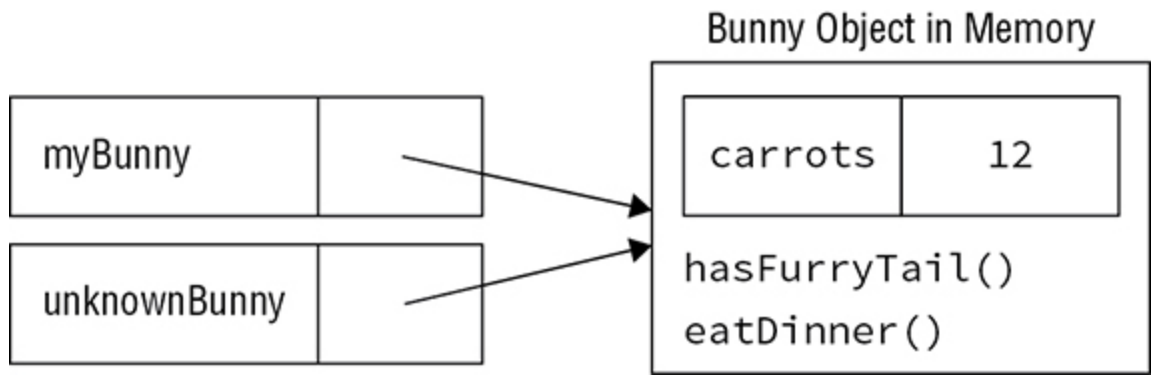 Bunny Object in Memory
myBunny
carrots 12
hasFurryTail()
unknownBunny
eatDinner()